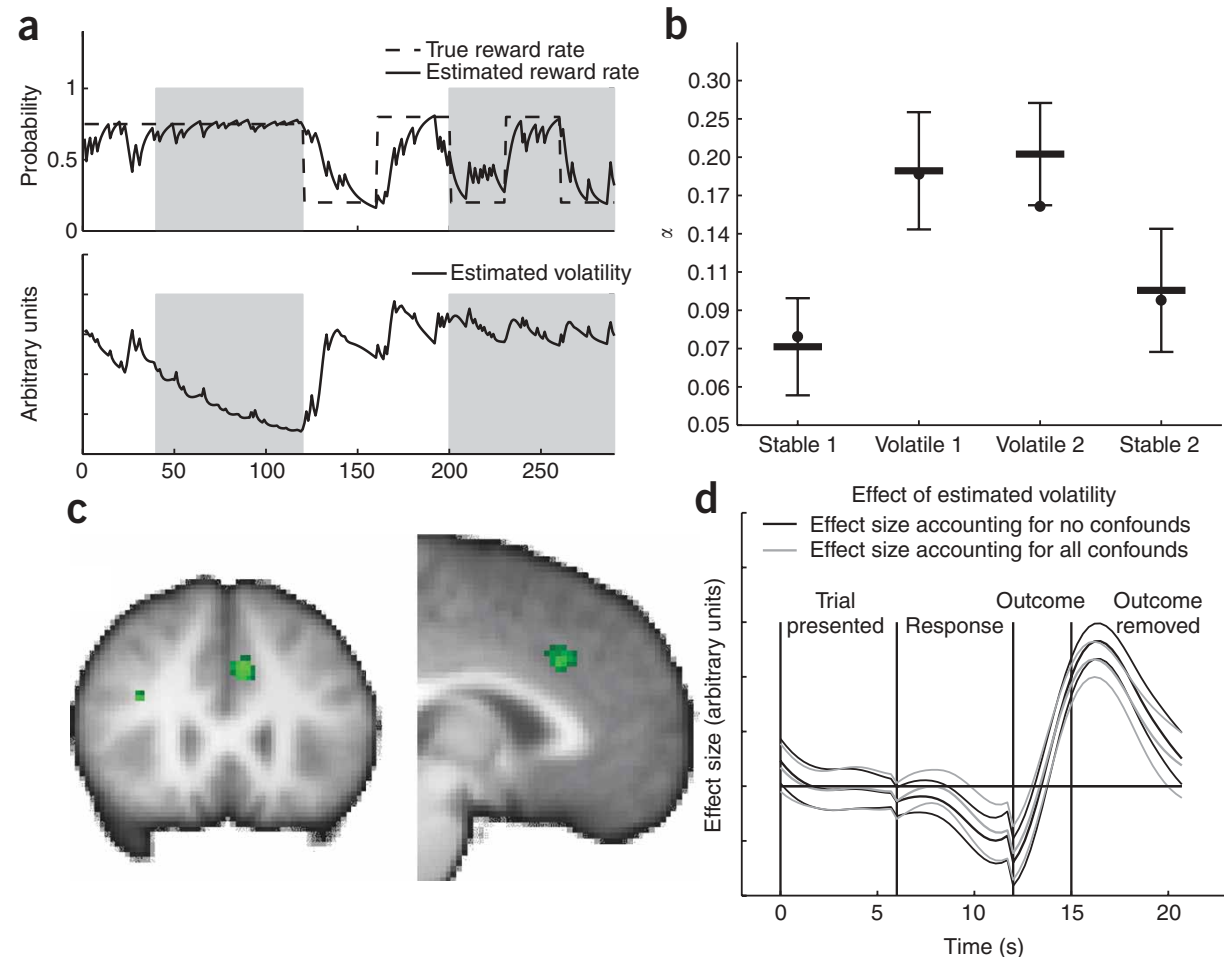 a
True reward rate
Estimated reward rate
Probability
1
0.5
0
Estimated volatility
Arbitrary units
0 50 100 150 200 250
b
α
0.30
0.25
0.20
0.17
0.14
0.11
0.09
0.07
0.06
0.05
Stable 1 Volatile 1 Volatile 2 Stable 2
c
d
Effect of estimated volatility
Effect size accounting for no confounds
Effect size accounting for all confounds
Effect size (arbitrary units)
Trial presented
Response
Outcome
Outcome removed
0 5 10 15 20
Time (s)